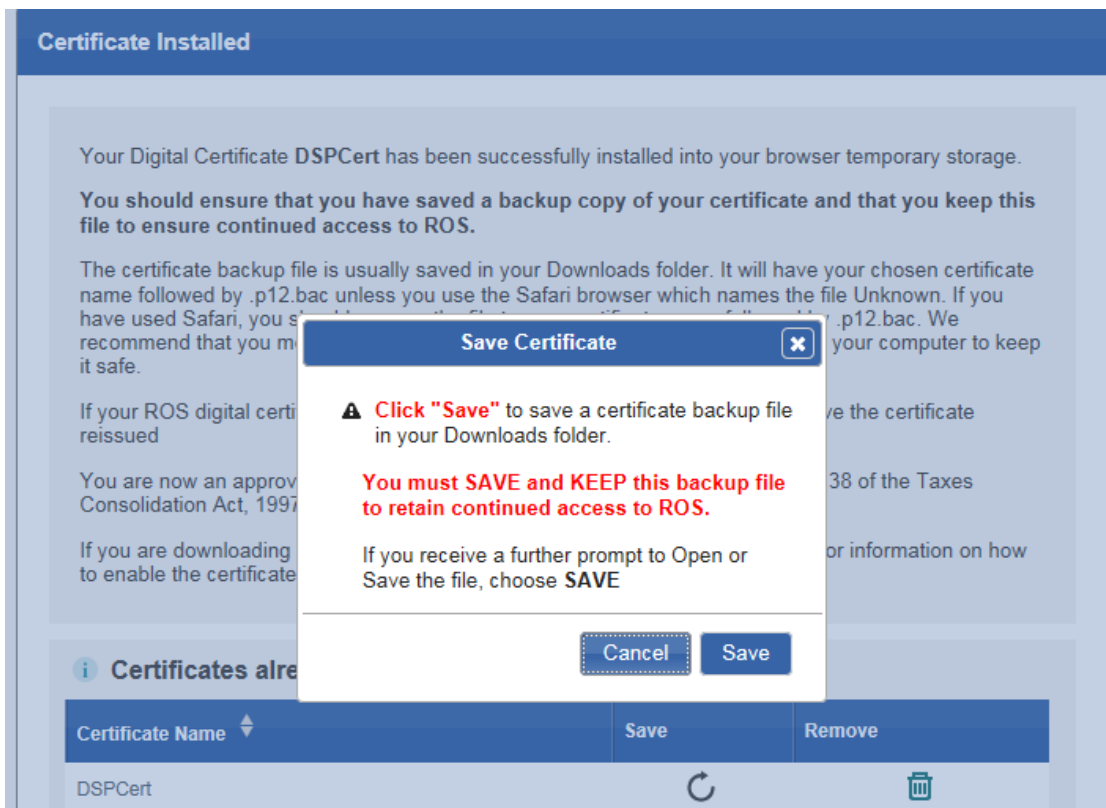 Certificate Installed
Your Digital Certificate DSPCert has been successfully installed into your browser temporary storage.
You should ensure that you have saved a backup copy of your certificate and that you keep this
file to ensure continued access to ROS.
The certificate backup file is usually saved in your Downloads folder. It will have your chosen certificate
name followed by .p12.bac unless you use the Safari browser which names the file Unknown. If you
have used Safari, you .p12.bac. We
recommend that you your computer to keep
it safe.
If your ROS digital the certificate
reissued
You are now an 38 of the Taxes
Consolidation Act,
If you are downloading or information on how
to enable the certificate
Save Certificate
Click "Save" to save a certificate backup file
in your Downloads folder.
You must SAVE and KEEP this backup file
to retain continued access to ROS.
If you receive a further prompt to Open or
Save the file, choose SAVE
Cancel Save
Certificates
Certificate Name Save Remove
DSPCert